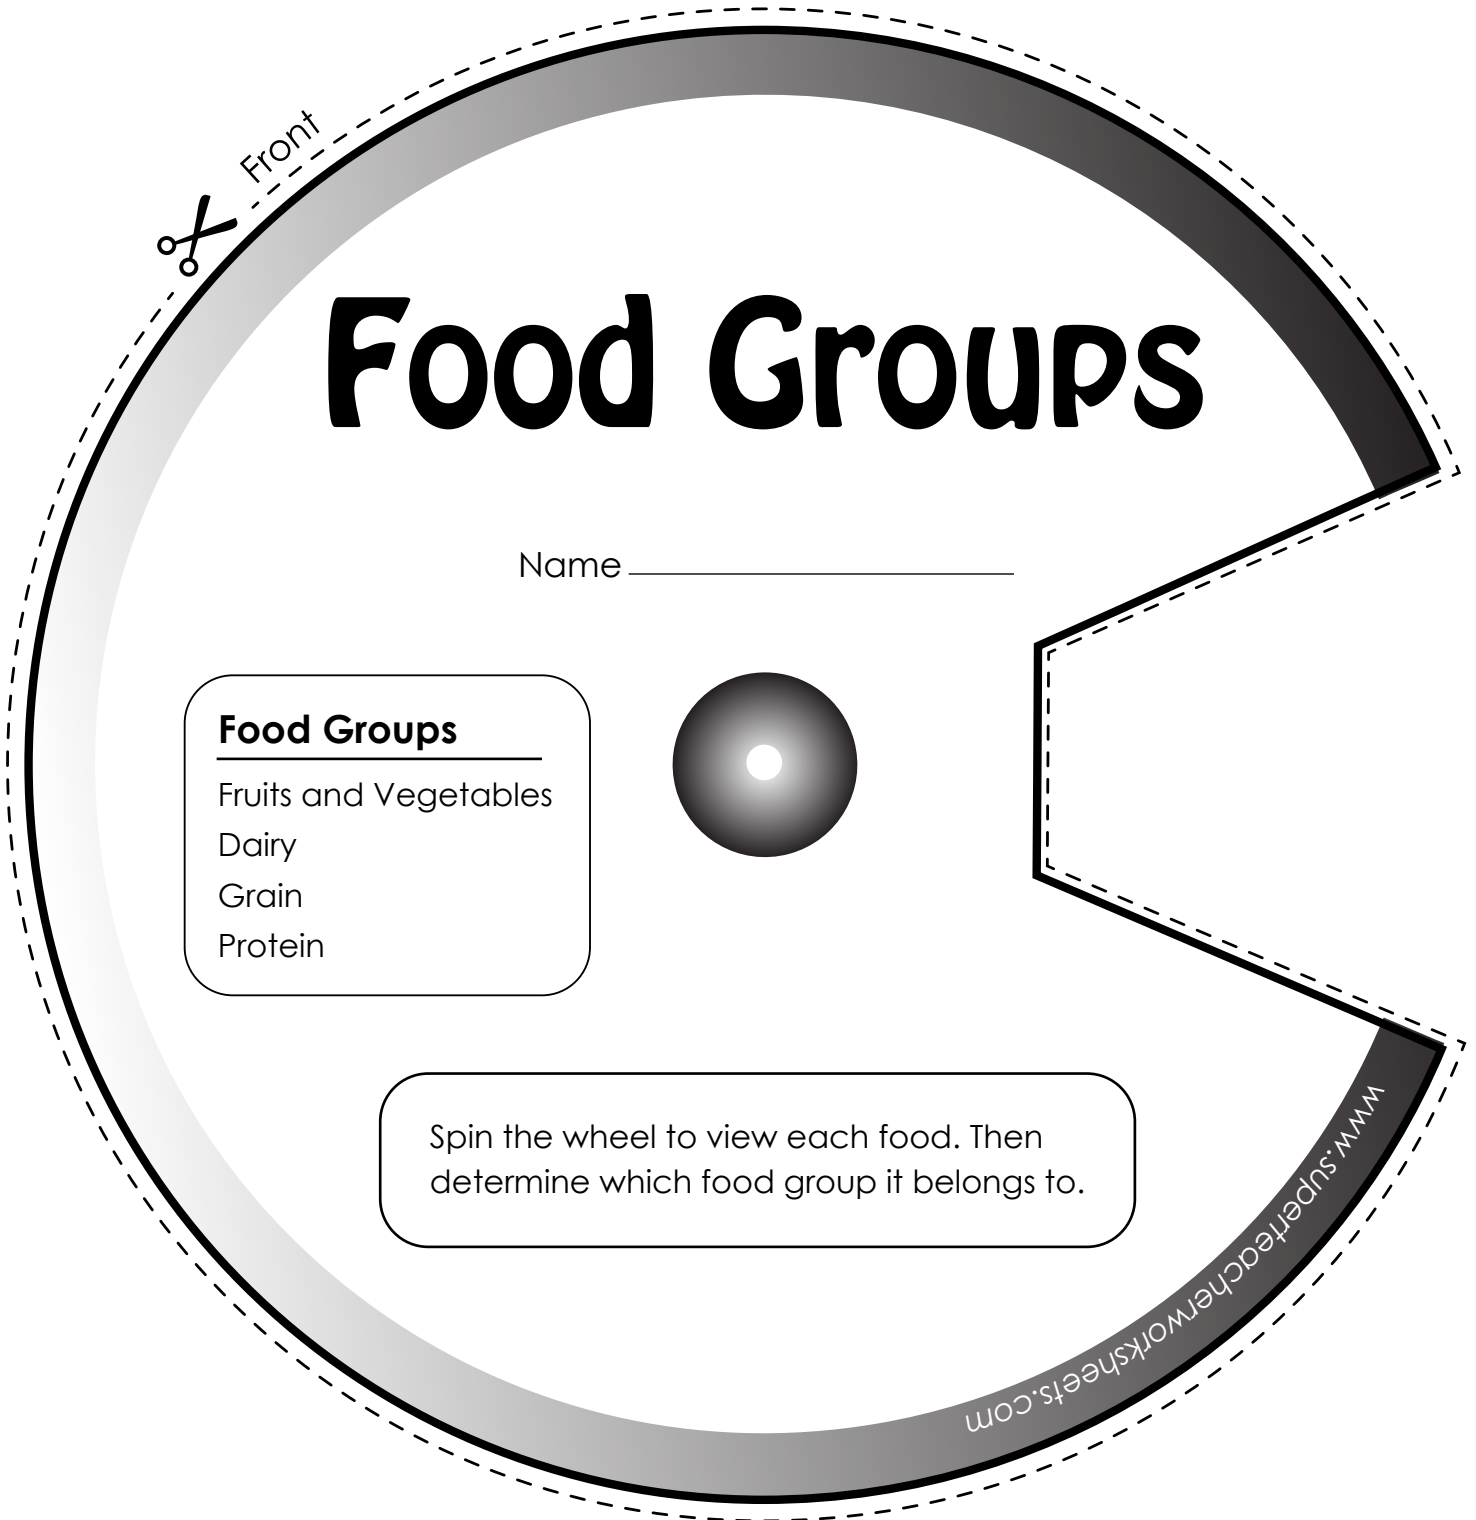 Front
Food Groups
Name
Food Groups
Fruits and Vegetables
Dairy
Grain
Protein
Spin the wheel to view each food. Then
determine which food group it belongs to.
www.superteacherworksheets.com